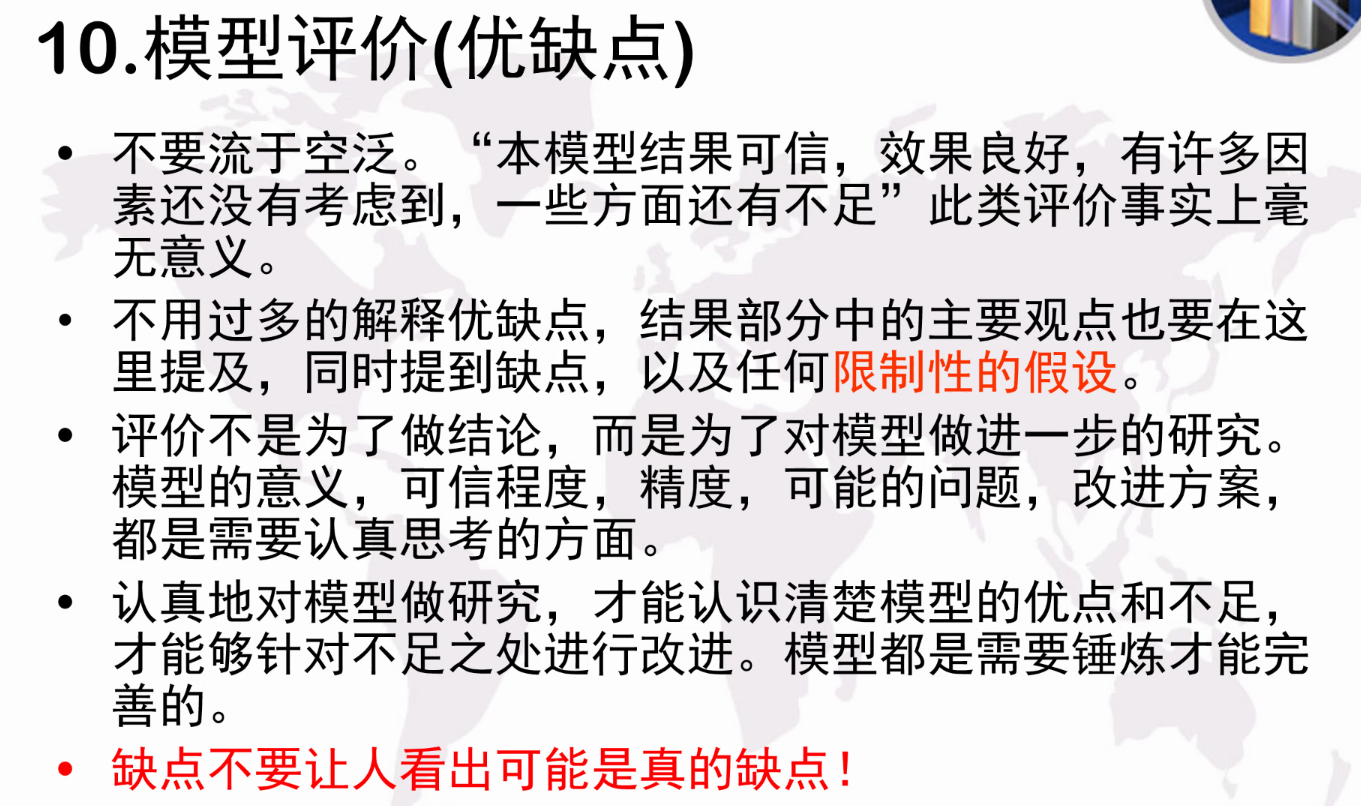 10.模型评价(优缺点)
• 不要流于空泛。“本模型结果可信，效果良好，有许多因
素还没有考虑到，一些方面还有不足”此类评价事实上毫
无意义。
• 不用过多的解释优缺点，结果部分中的主要观点也要在这
里提及，同时提到缺点，以及任何限制性的假设。
• 评价不是为了做结论，而是为了对模型做进一步的研究。
模型的意义，可信程度，精度，可能的问题，改进方案，
都是需要认真思考的方面。
• 认真地对模型做研究，才能认识清楚模型的优点和不足，
才能够针对不足之处进行改进。模型都是需要锤炼才能完
善的。
• 缺点不要让人看出可能是真的缺点！